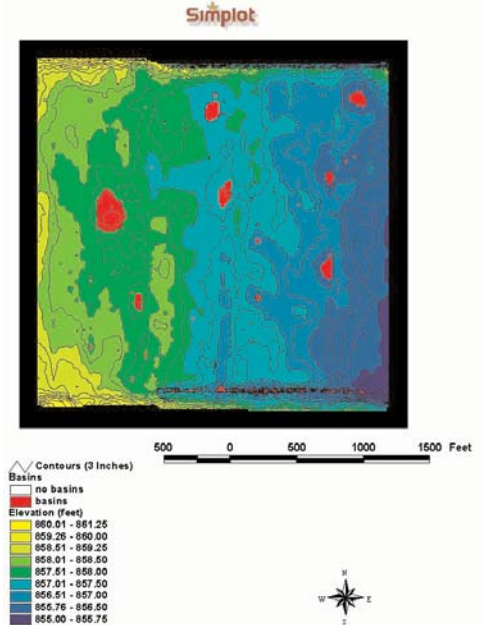 Simplot
500 0 500 1000 1500 Feet
Contours (3 Inches)
Basins
no basins
basins
Elevation (feet)
860.01 - 861.25
859.26 - 860.00
858.51 - 859.25
858.01 - 858.50
857.51 - 858.00
857.01 - 857.50
856.51 - 857.00
855.76 - 856.50
855.00 - 855.75
N
W E
S